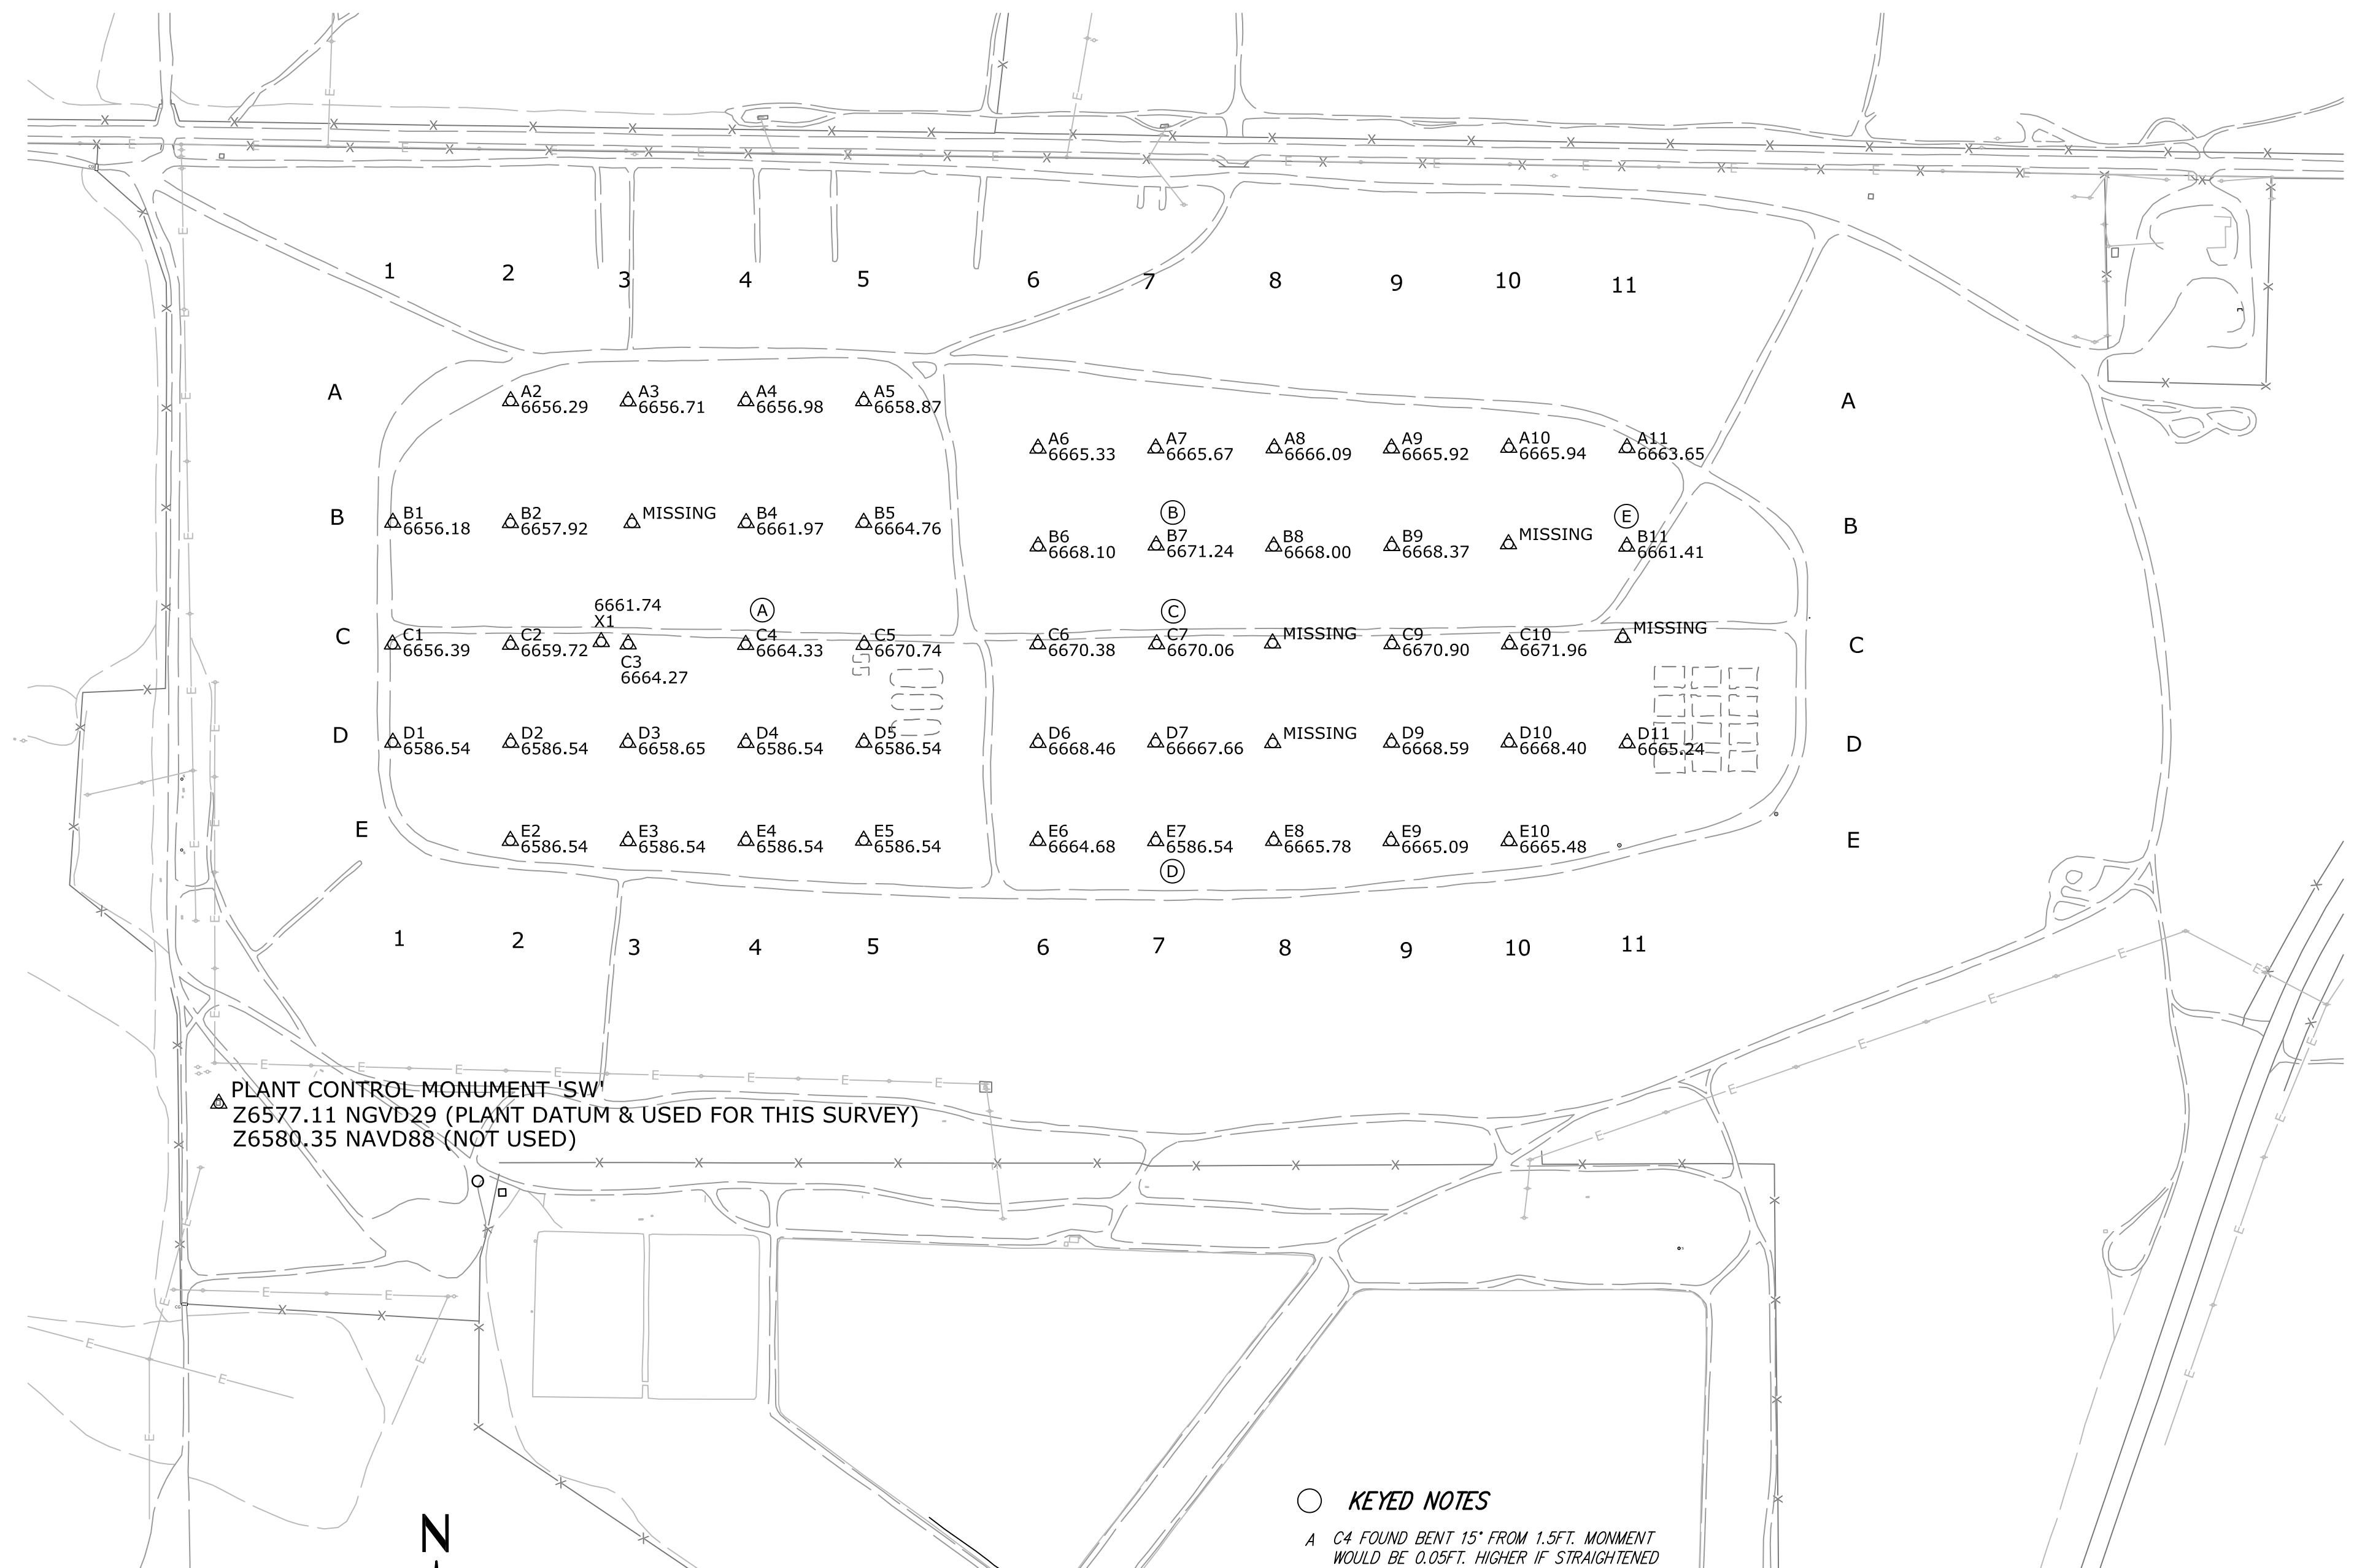 1 2 3 4 5 6 7 8 9 10 11
A A2 A3 A4 A5 A
6656.29 6656.71 6656.98 6658.87
A6 A7 A8 A9 A10 A11
6665.33 6665.67 6666.09 6665.92 6665.94 6663.65
B B1 B2 MISSING B4 B5 B E B
6656.18 6657.92 6661.97 6664.76
B6 B7 B8 B9 MISSING B11
6668.10 6671.24 6668.00 6668.37 6661.41
6661.74 A C
X1
C C1 C2 C4 C5 C6 C7 MISSING C9 C10 MISSING C
6656.39 6659.72 6664.33 6670.74 6670.38 6670.06 6670.90 6671.96
C3
6664.27
D D1 D2 D3 D4 D5 D6 D7 MISSING D9 D10 D11 D
6586.54 6586.54 6658.65 6586.54 6586.54 6668.46 66667.66 6668.59 6668.40 6665.24
E E2 E3 E4 E5 E6 E7 E8 E9 E10 E
6586.54 6586.54 6586.54 6586.54 6664.68 6586.54 6665.78 6665.09 6665.48
D
1 2 3 4 5 6 7 8 9 10 11
PLANT CONTROL MONUMENT 'SW'
Z6577.11 NGVD29 (PLANT DATUM & USED FOR THIS SURVEY)
Z6580.35 NAVD88 (NOT USED)
KEYED NOTES
N
A C4 FOUND BENT 15° FROM 1.5FT. MONMENT
WOULD BE 0.05FT. HIGHER IF STRAIGHTENED